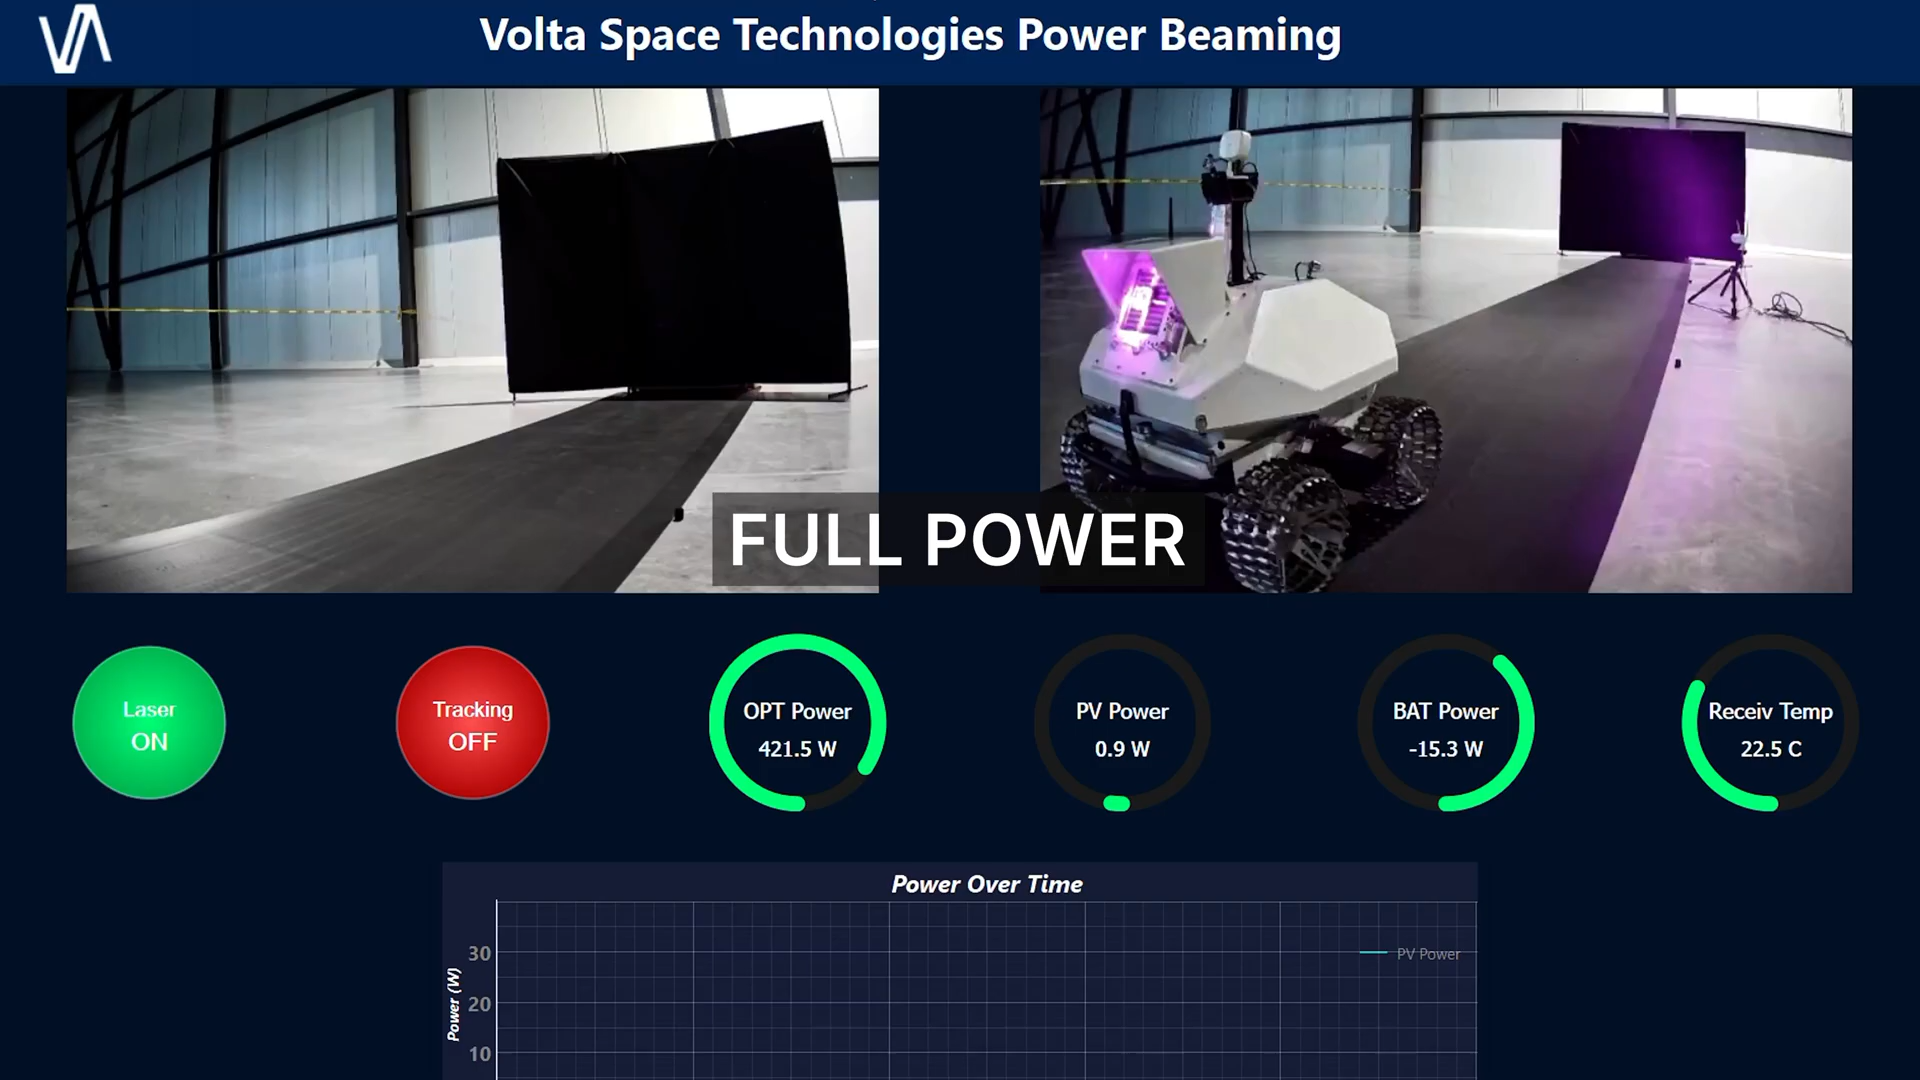 Volta Space Technologies Power Beaming
FULL POWER
Laser
ON
Tracking
OFF
OPT Power
421.5 W
PV Power
0.9 W
BAT Power
-15.3 W
Receiv Temp
22.5 C
Power Over Time
Power (W)
30
20
10
PV Power